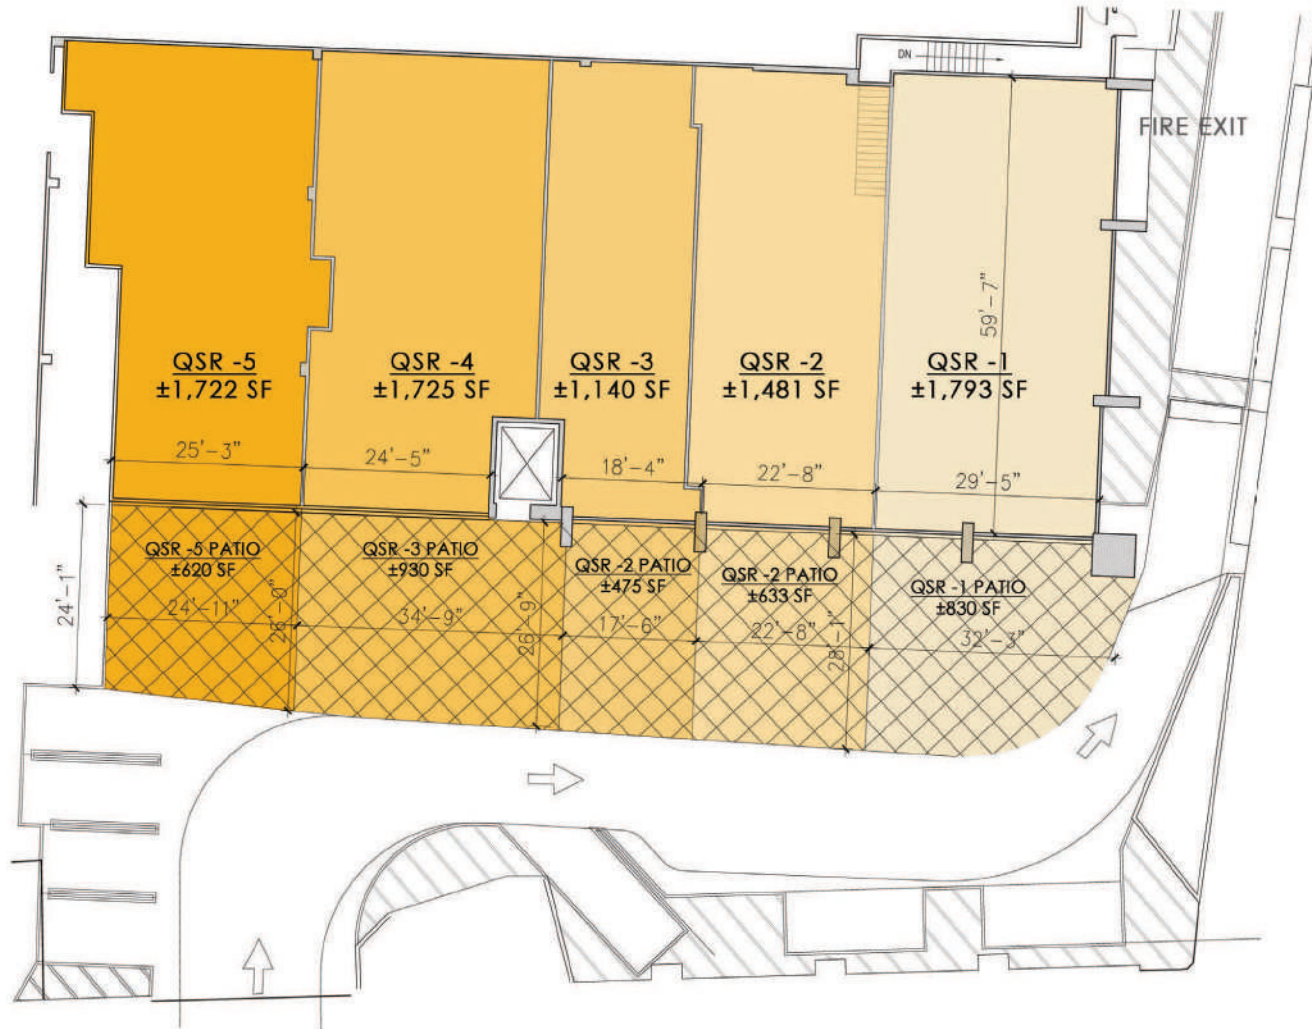 DN
FIRE EXIT
59'-7"
QSR -5
±1,722 SF
QSR -4
±1,725 SF
QSR -3
±1,140 SF
QSR -2
±1,481 SF
QSR -1
±1,793 SF
25'-3"
24'-5"
18'-4"
22'-8"
29'-5"
24'-1"
QSR -5 PATIO
±620 SF
QSR -3 PATIO
±930 SF
QSR -2 PATIO
±475 SF
QSR -2 PATIO
±633 SF
QSR -1 PATIO
±830 SF
24'-11"
26'-0"
34'-9"
26'-9"
17'-6"
22'-8"
28'-1"
32'-3"